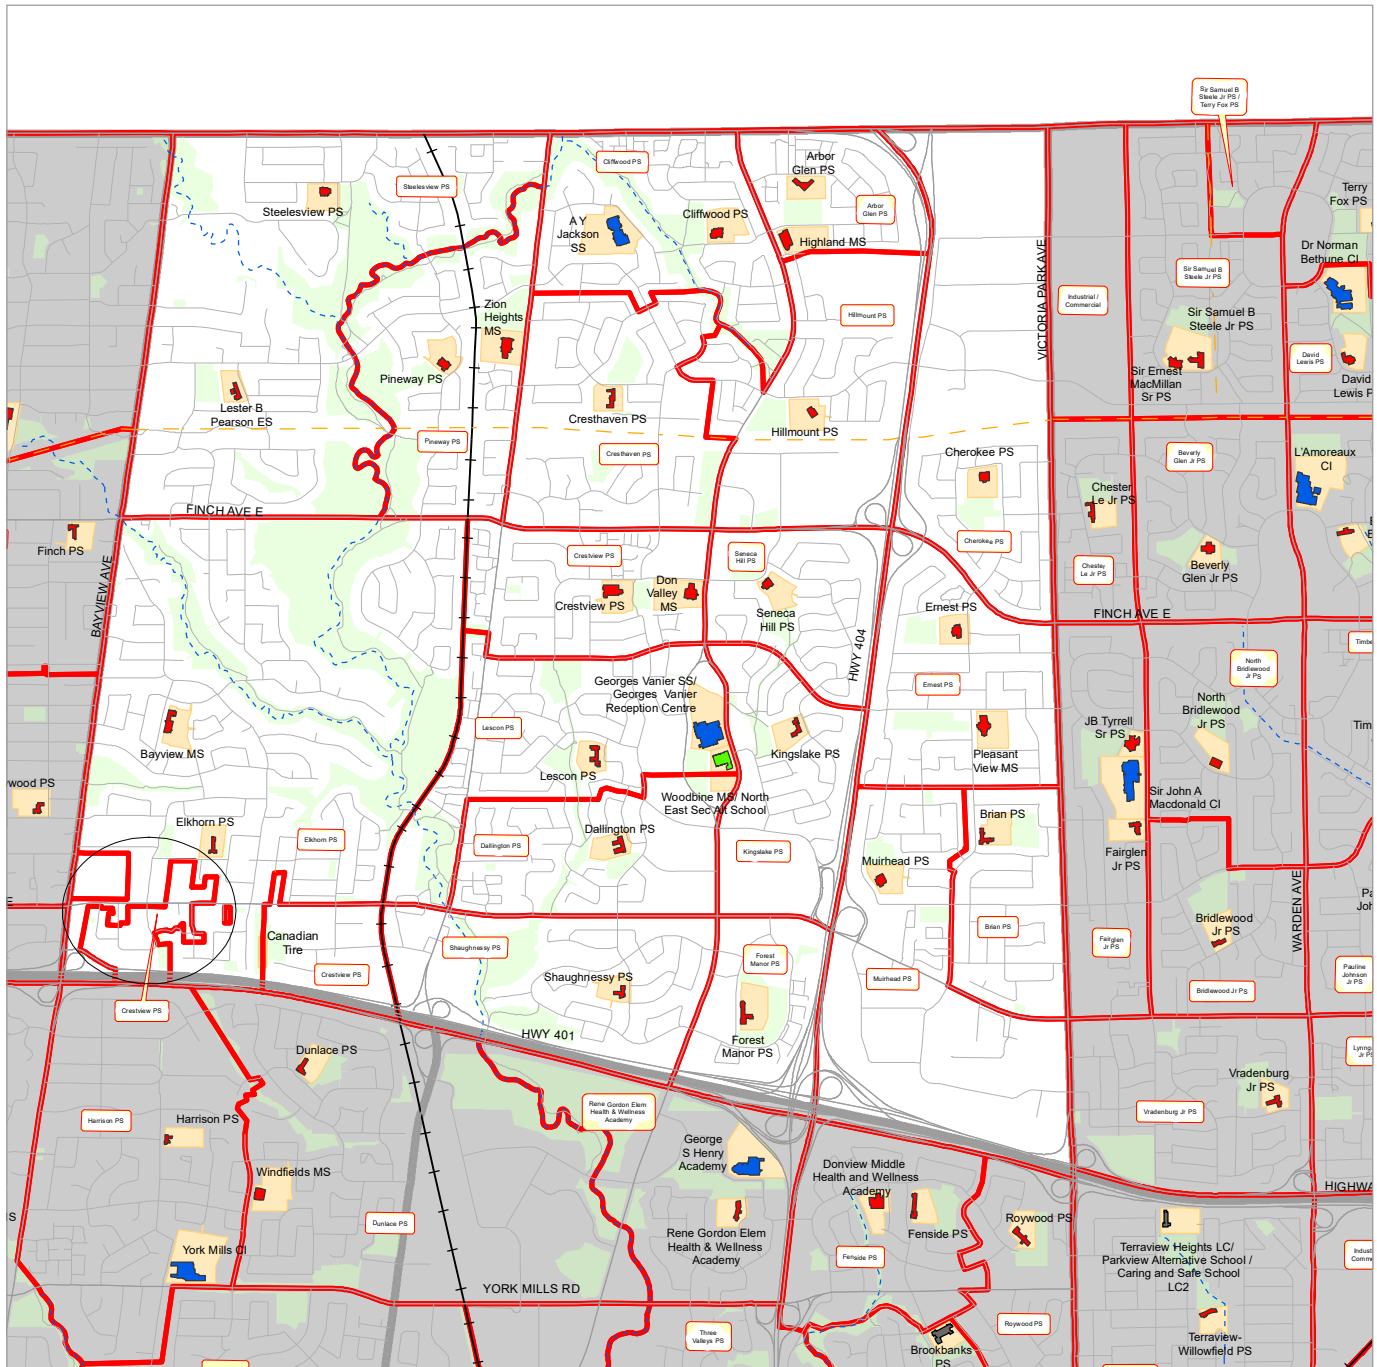 Sir Samuel B
Steele Jr PS /
Terry Fox PS
Cliffwood PS
Arbor
Glen PS
Steelesview PS
Steelesview PS
Terry
Fox PS
A Y
Jackson
SS
Cliffwood PS
Arbor
Glen PS
Highland MS
Dr Norman
Bethune CI
Sir Samuel B
Steele Jr PS
Industrial /
Commercial
VICTORIA PARK AVE
Zion
Heights
MS
Hillmount PS
Sir Samuel B
Steele Jr PS
David
Lewis PS
Sir Ernest
MacMillan
Sr PS
David
Lewis P
Pineway PS
Lester B
Pearson ES
Cresthaven PS
Hillmount PS
Pineway PS
Cresthaven PS
Cherokee PS
Beverly
Glen Jr PS
L'Amoreaux
CI
Chester
Le Jr PS
FINCH AVE E
Finch PS
Crestview PS
Seneca
Hill PS
Cherokee PS
Chester
Le Jr PS
Beverly
Glen Jr PS
BAYVIEW AVE
Don
Valley
MS
Crestview PS
Seneca
Hill PS
Ernest PS
FINCH AVE E
HWY 404
Timbe
North
Bridlewood
Jr PS
Georges Vanier SS/
Georges Vanier
Reception Centre
Ernest PS
North
Bridlewood
Jr PS
Lescon PS
JB Tyrrell
Sr PS
Tim
Bayview MS
Kingslake PS
Pleasant
View MS
Lescon PS
ywood PS
Woodbine MS/ North
East Sec Alt School
Sir John A
Macdonald CI
Elkhorn PS
Elkhorn PS
Dallington PS
Dallington PS
Kingslake PS
Brian PS
Muirhead PS
Fairglen
Jr PS
E
WARDEN AVE
Pa
Joh
Canadian
Tire
Shaughnessy PS
Brian PS
Bridlewood
Jr PS
Fairglen
Jr PS
Crestview PS
Shaughnessy PS
Forest
Manor PS
Muirhead PS
Pauline
Johnson
Jr PS
Bridlewood Jr PS
Crestview PS
HWY 401
Forest
Manor PS
Dunlace PS
Lynng
Jr P
Vradenburg
Jr PS
Harrison PS
Harrison PS
Rene Gordon Elem
Health & Wellness
Academy
Vradenburg Jr PS
George
S Henry
Academy
Windfields MS
Donview Middle
Health and Wellness
Academy
HIGHWA
S
Dunlace PS
Rene Gordon Elem
Health & Wellness
Academy
Fenside PS
Roywood PS
Fenside PS
York Mills CI
Terraview Heights LC/
Parkview Alternative School /
Caring and Safe School
LC2
Indust
Comme
YORK MILLS RD
Three
Valleys PS
Roywood PS
Brookbanks
PS
Terraview-
Willowfield PS